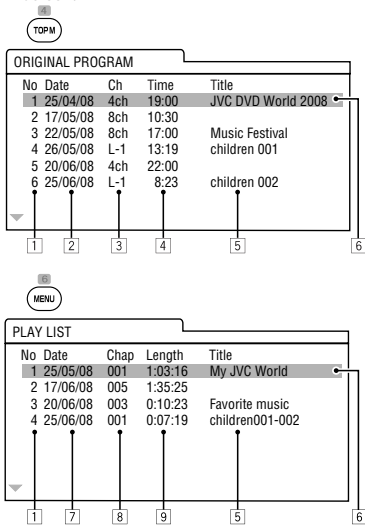 4
TOP M
ORIGINAL PROGRAM
No Date Ch Time Title
1 25/04/08 4ch 19:00 JVC DVD World 2008
2 17/05/08 8ch 10:30
3 22/05/08 8ch 17:00 Music Festival
4 26/05/08 L-1 13:19 children 001
5 20/06/08 4ch 22:00
6 25/06/08 L-1 8:23 children 002
1 2 3 4 5 6
6
MENU
PLAY LIST
No Date Chap Length Title
1 25/05/08 001 1:03:16 My JVC World
2 17/06/08 005 1:35:25
3 20/06/08 003 0:10:23 Favorite music
4 25/06/08 001 0:07:19 children001-002
1 7 8 9 5 6